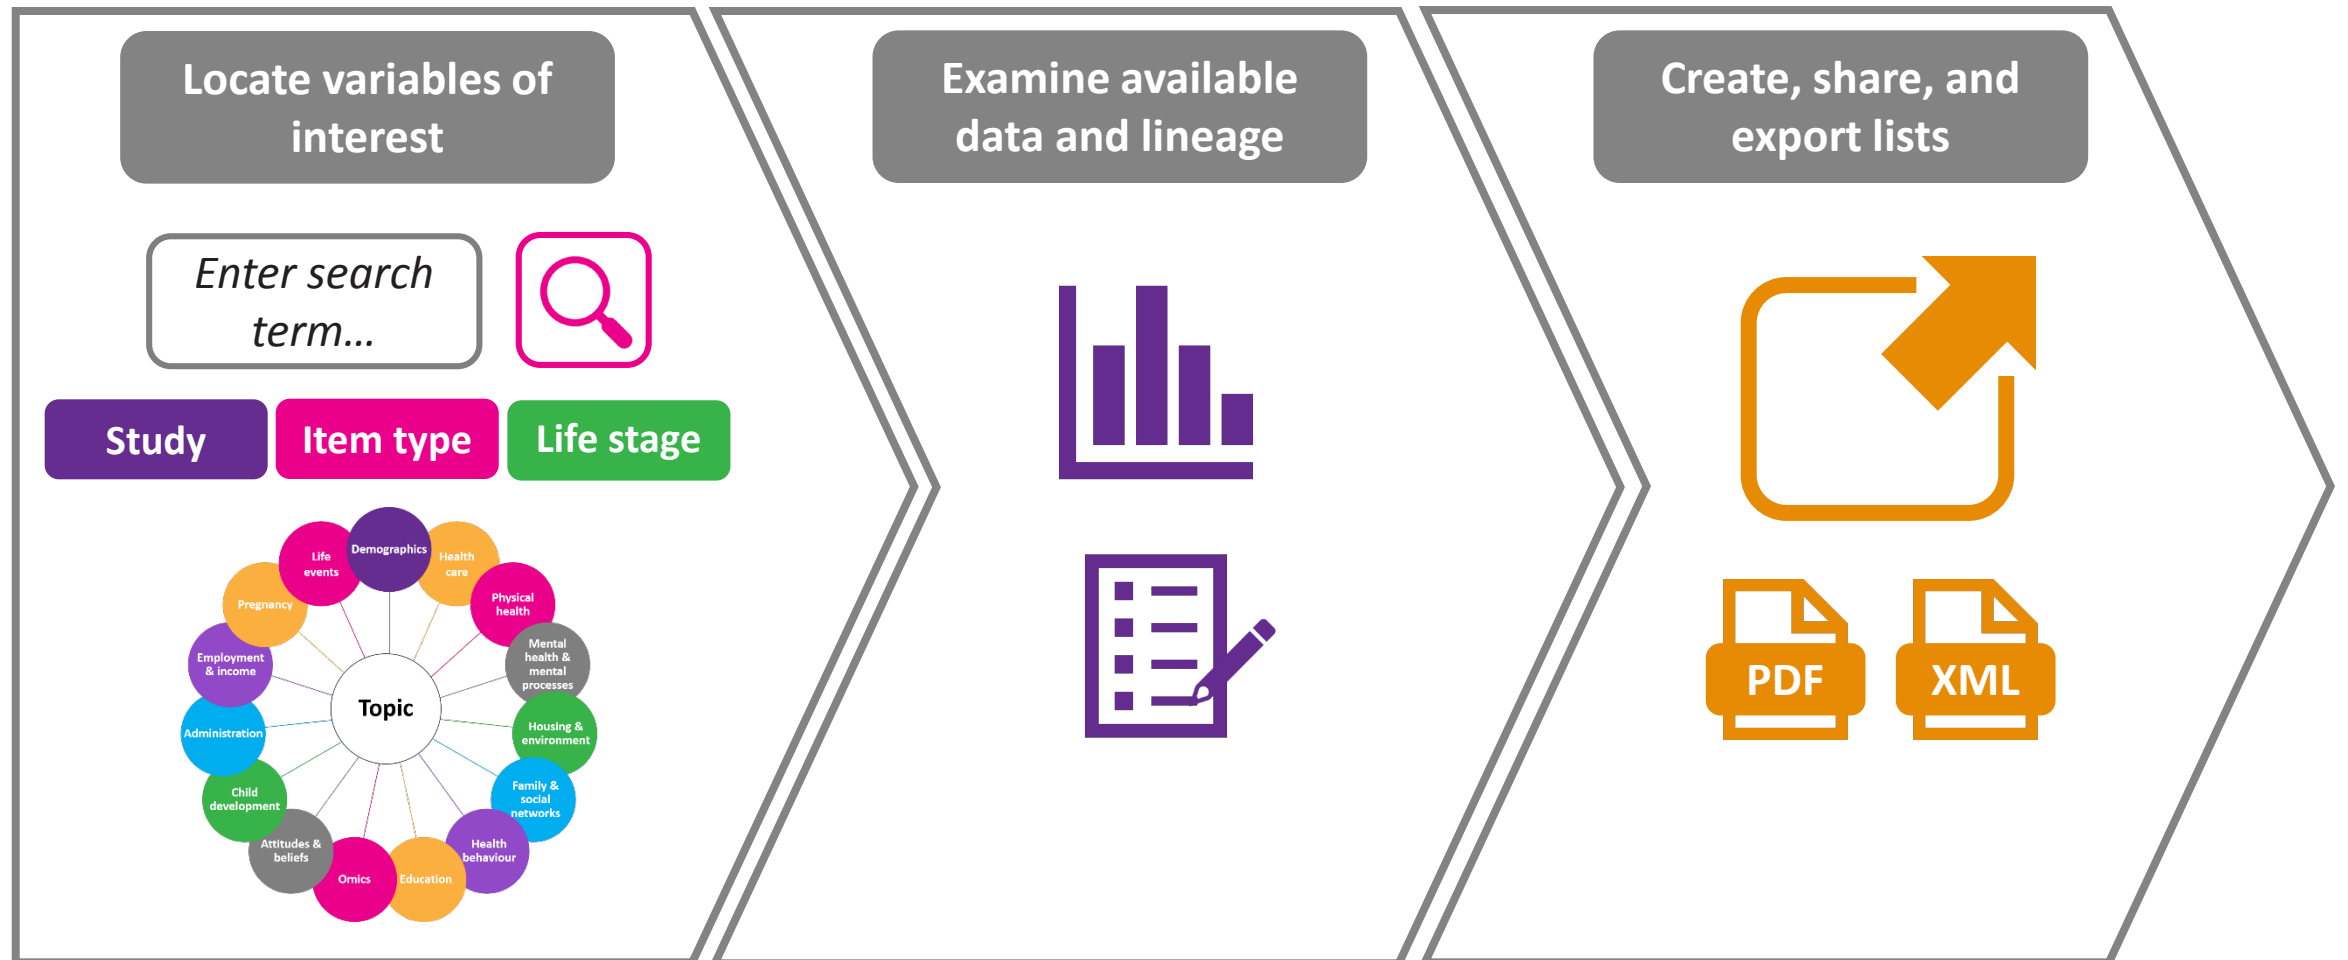 Locate variables of
interest
Enter search
term...
Study
Item type
Life stage
Demographics
Health
care
Physical
health
Mental
health &
mental
processes
Housing &
environment
Family &
social
networks
Health
behaviour
Education
Omics
Attitudes &
beliefs
Child
development
Administration
Employment
& income
Pregnancy
Life
events
Topic
Examine available
data and lineage
Create, share, and
export lists
PDF
XML